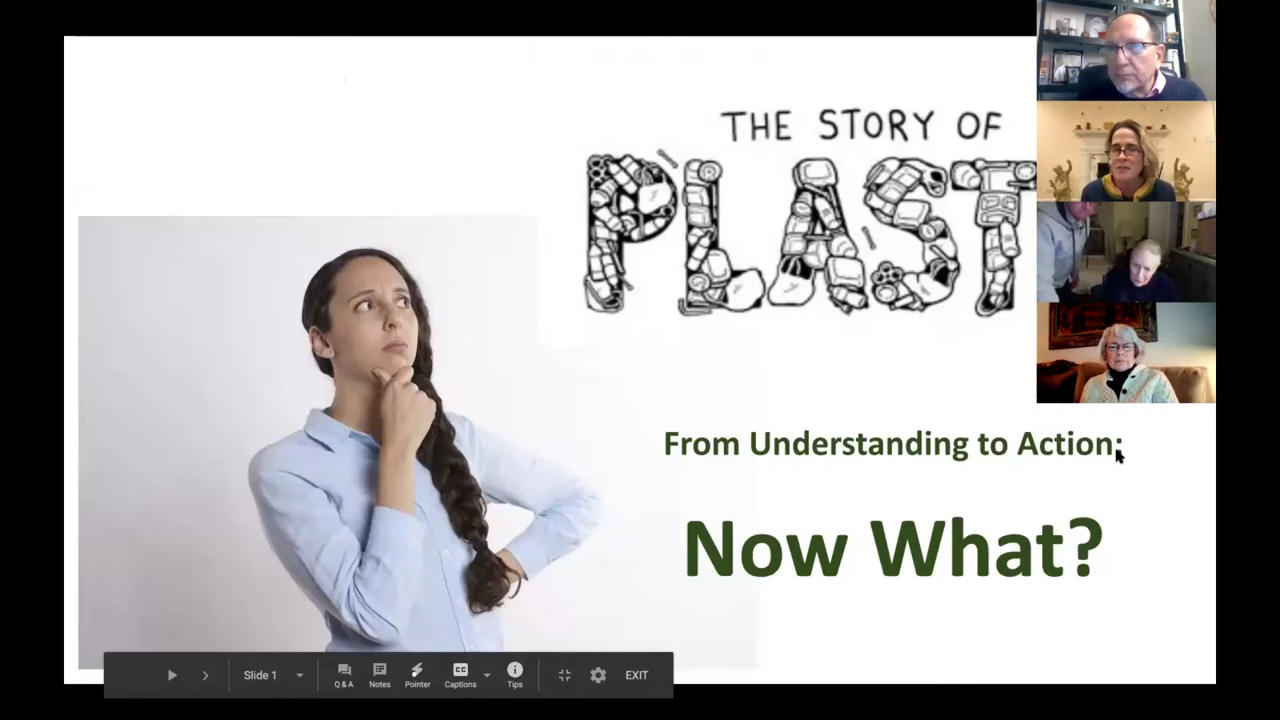 THE STORY OF
PLAST
From Understanding to Action:
Now What?
Slide 1
Q & A
Notes
Pointer
Captions
Tips
EXIT